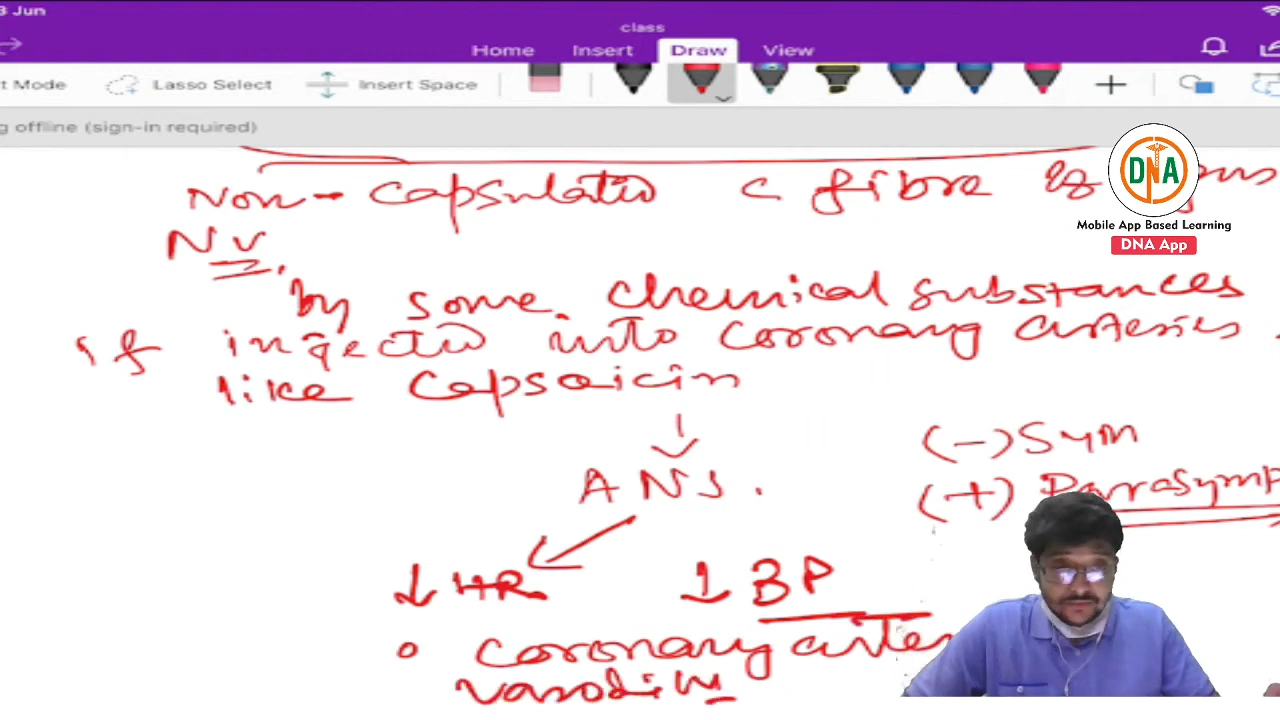 3 Jun
class
Home Insert Draw View
t Mode Lasso Select Insert Space
g offline (sign-in required)
DNA
Mobile App Based Learning
DNA App
Non-capsulated c fibre
NV
by some chemical substances
if injected into coronary arteries
like capsaicin
↓
ANS.
(-) Sym
(+) Parasymp
↓ HR ↓ BP
coronary arter